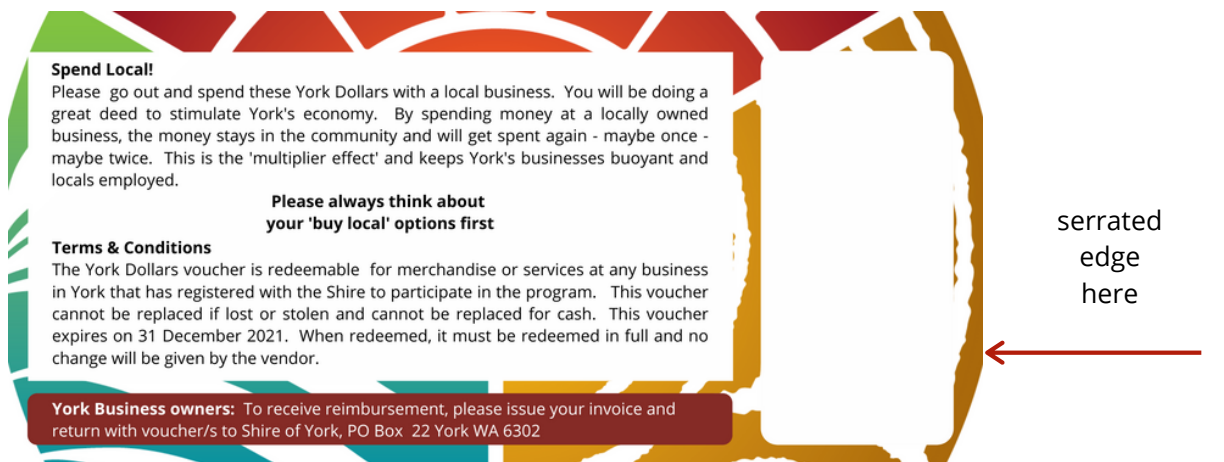 Spend Local!
Please go out and spend these York Dollars with a local business. You will be doing a
great deed to stimulate York's economy. By spending money at a locally owned
business, the money stays in the community and will get spent again - maybe once -
maybe twice. This is the 'multiplier effect' and keeps York's businesses buoyant and
locals employed.
Please always think about
your 'buy local' options first
Terms & Conditions
The York Dollars voucher is redeemable for merchandise or services at any business
in York that has registered with the Shire to participate in the program. This voucher
cannot be replaced if lost or stolen and cannot be replaced for cash. This voucher
expires on 31 December 2021. When redeemed, it must be redeemed in full and no
change will be given by the vendor.
York Business owners: To receive reimbursement, please issue your invoice and
return with voucher/s to Shire of York, PO Box 22 York WA 6302
serrated
edge
here